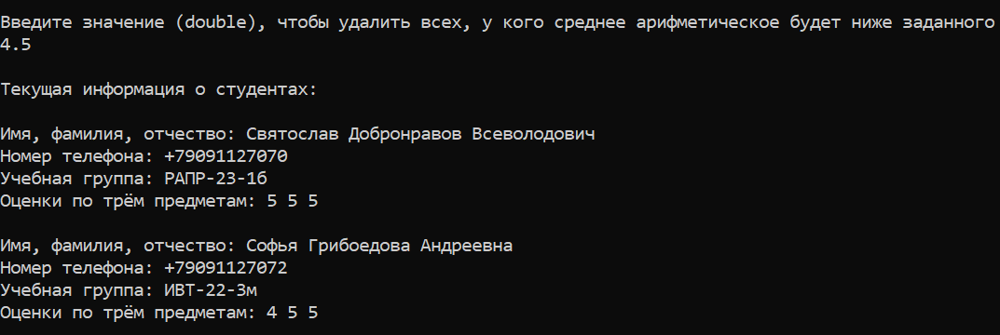 Введите значение (double), чтобы удалить всех, у кого среднее арифметическое будет ниже заданного
4.5
Текущая информация о студентах:
Имя, фамилия, отчество: Святослав Добронравов Всеволодович
Номер телефона: +79091127070
Учебная группа: РАПР-23-1б
Оценки по трём предметам: 5 5 5
Имя, фамилия, отчество: Софья Грибоедова Андреевна
Номер телефона: +79091127072
Учебная группа: ИВТ-22-3м
Оценки по трём предметам: 4 5 5